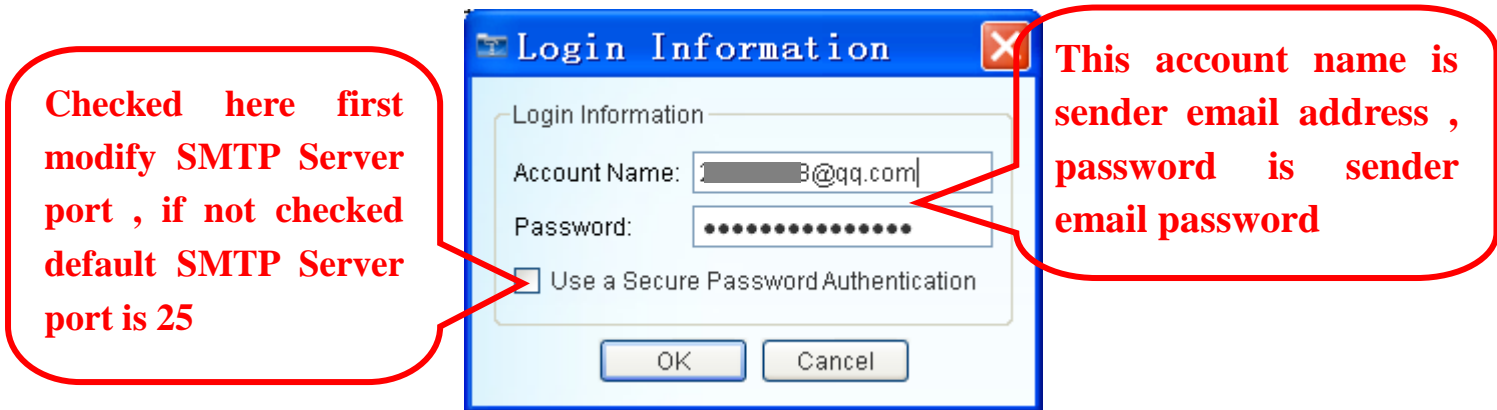 Login Information
Checked here first
modify SMTP Server
port , if not checked
default SMTP Server
port is 25
Login Information
Account Name: @qq.com
Password: ●●●●●●●●●●●●●●●
Use a Secure Password Authentication
OK Cancel
This account name is
sender email address ,
password is sender
email password